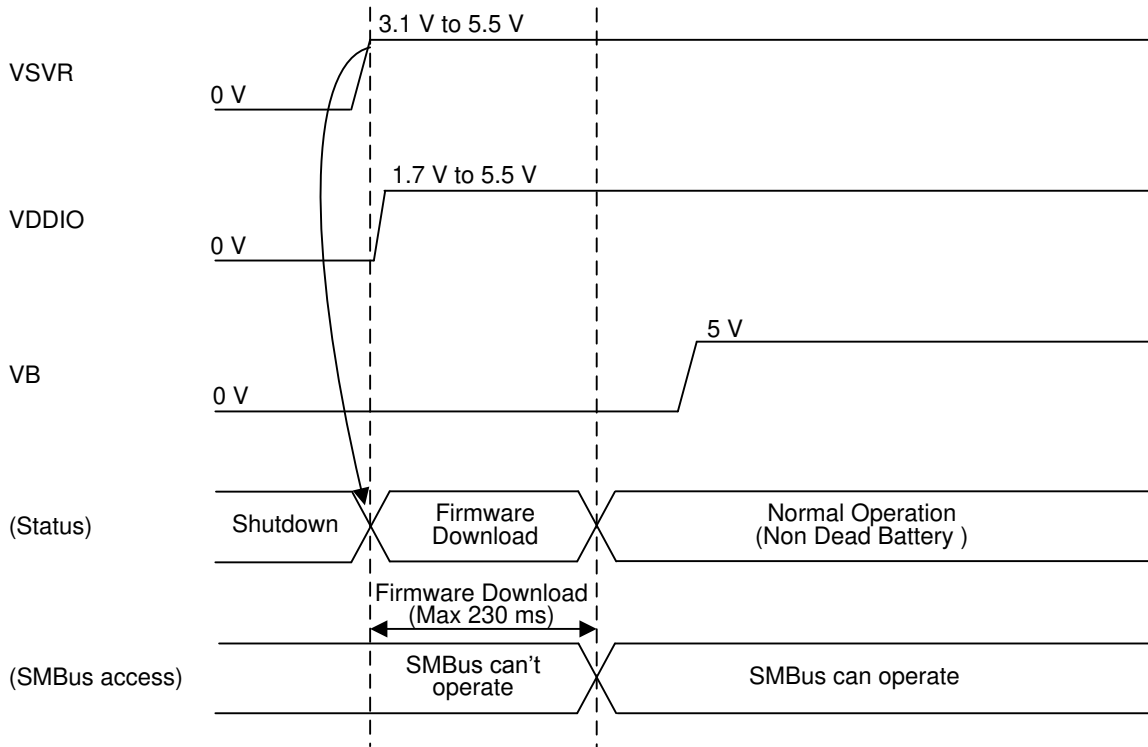 3.1 V to 5.5 V
VSVR
0 V
1.7 V to 5.5 V
VDDIO
0 V
5 V
VB
0 V
(Status)
Shutdown
Firmware
Download
Normal Operation
(Non Dead Battery )
Firmware Download
(Max 230 ms)
(SMBus access)
SMBus can't
operate
SMBus can operate